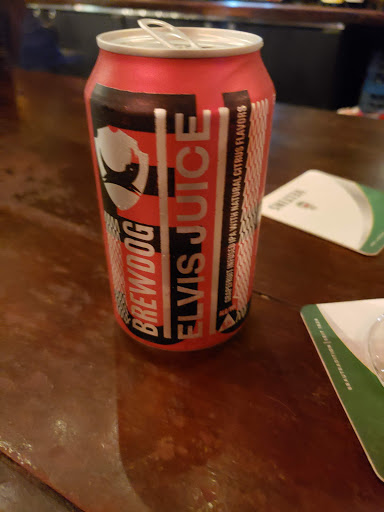 BREWDOG
ELVIS JUICE
GRAPEFRUIT INFUSED IPA WITH NATURAL CITRUS FLAVORS